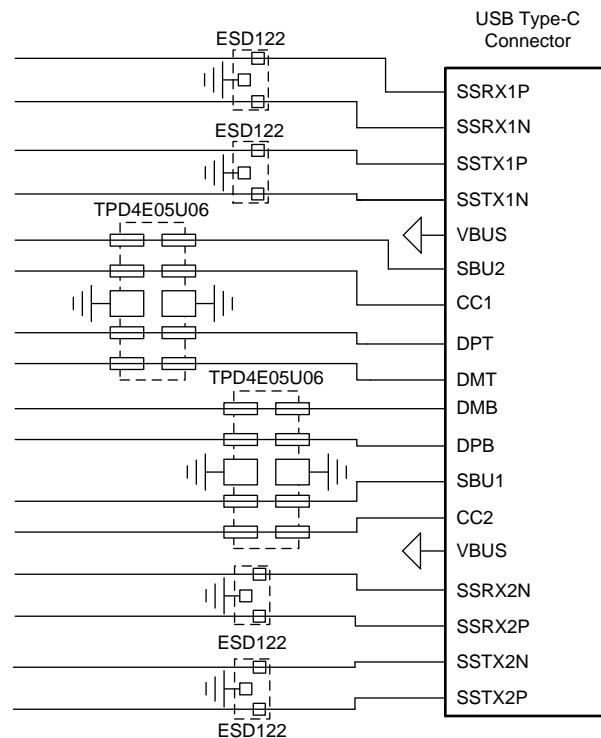 USB Type-C
Connector
ESD122
SSRX1P
SSRX1N
ESD122
SSTX1P
SSTX1N
TPD4E05U06
VBUS
SBU2
CC1
DPT
DMT
TPD4E05U06
DMB
DPB
SBU1
CC2
VBUS
SSRX2N
SSRX2P
ESD122
SSTX2N
SSTX2P
ESD122